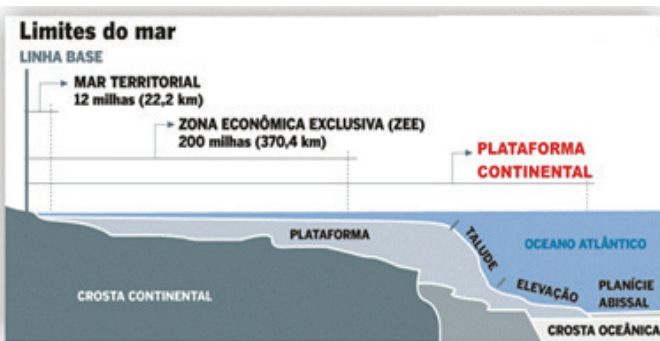 Limites do mar
LINHA BASE
MAR TERRITORIAL
12 milhas (22,2 km)
ZONA ECONÔMICA EXCLUSIVA (ZEE)
200 milhas (370,4 km)
PLATAFORMA
CONTINENTAL
PLATAFORMA
TALUDE
OCEANO ATLÂNTICO
ELEVAÇÃO
PLANÍCIE
ABISSAL
CROSTA CONTINENTAL
CROSTA OCEÂNICA